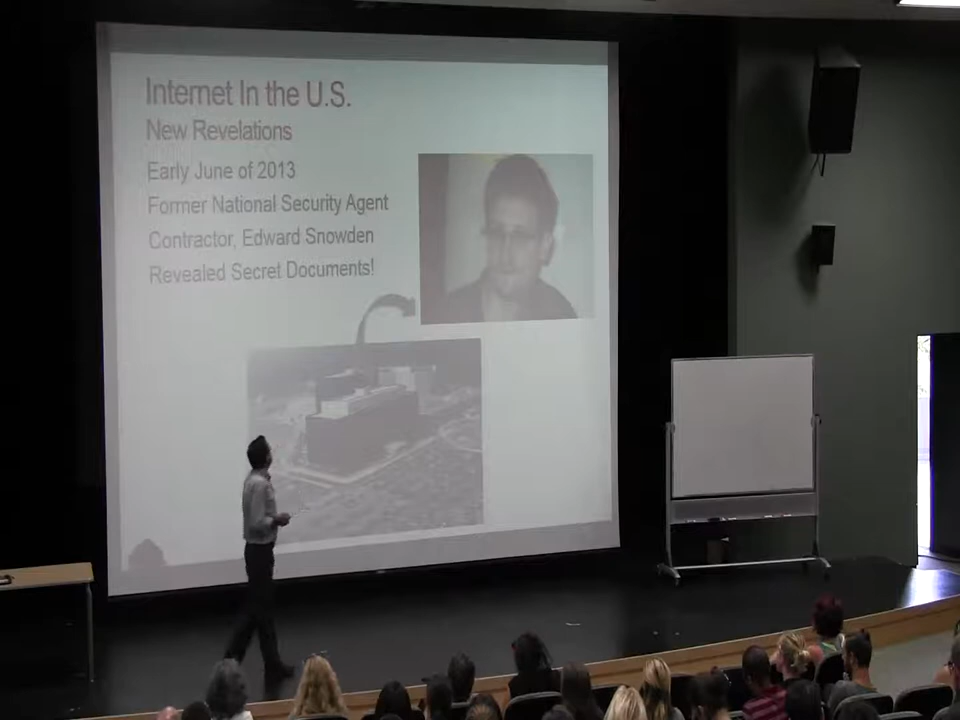 Internet In the U.S.
New Revelations
Early June of 2013
Former National Security Agent
Contractor, Edward Snowden
Revealed Secret Documents!